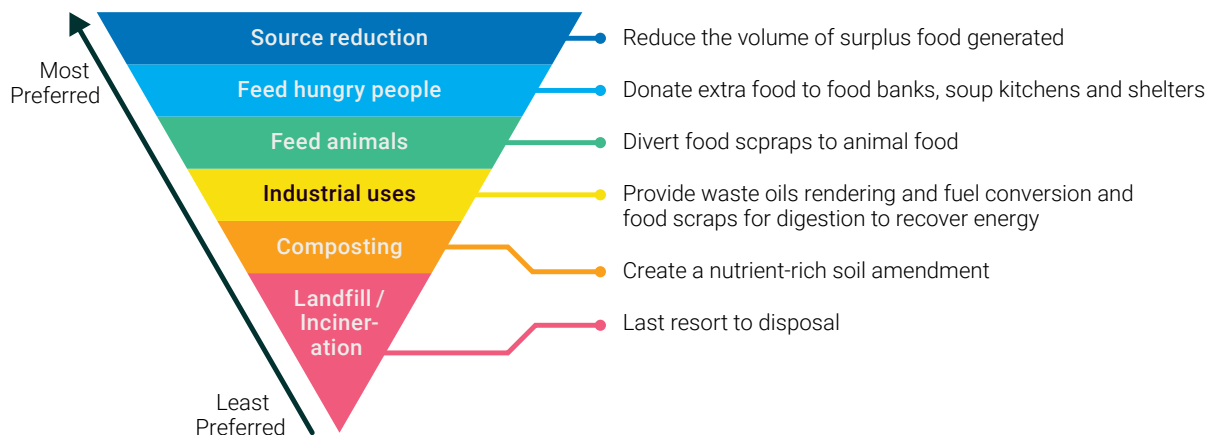 Most
Preferred
Source reduction
Reduce the volume of surplus food generated
Feed hungry people
Donate extra food to food banks, soup kitchens and shelters
Feed animals
Divert food scpraps to animal food
Industrial uses
Provide waste oils rendering and fuel conversion and
food scraps for digestion to recover energy
Composting
Create a nutrient-rich soil amendment
Landfill /
Inciner-
ation
Last resort to disposal
Least
Preferred